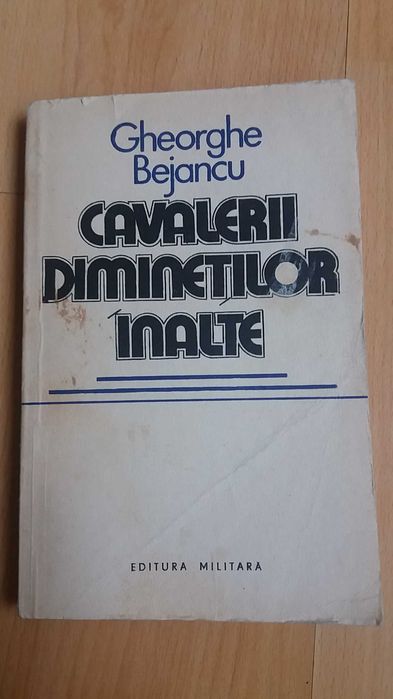 Gheorghe
Bejancu
CAVALERII
DIMINEȚILOR
ÎNALTE
EDITURA MILITARĂ